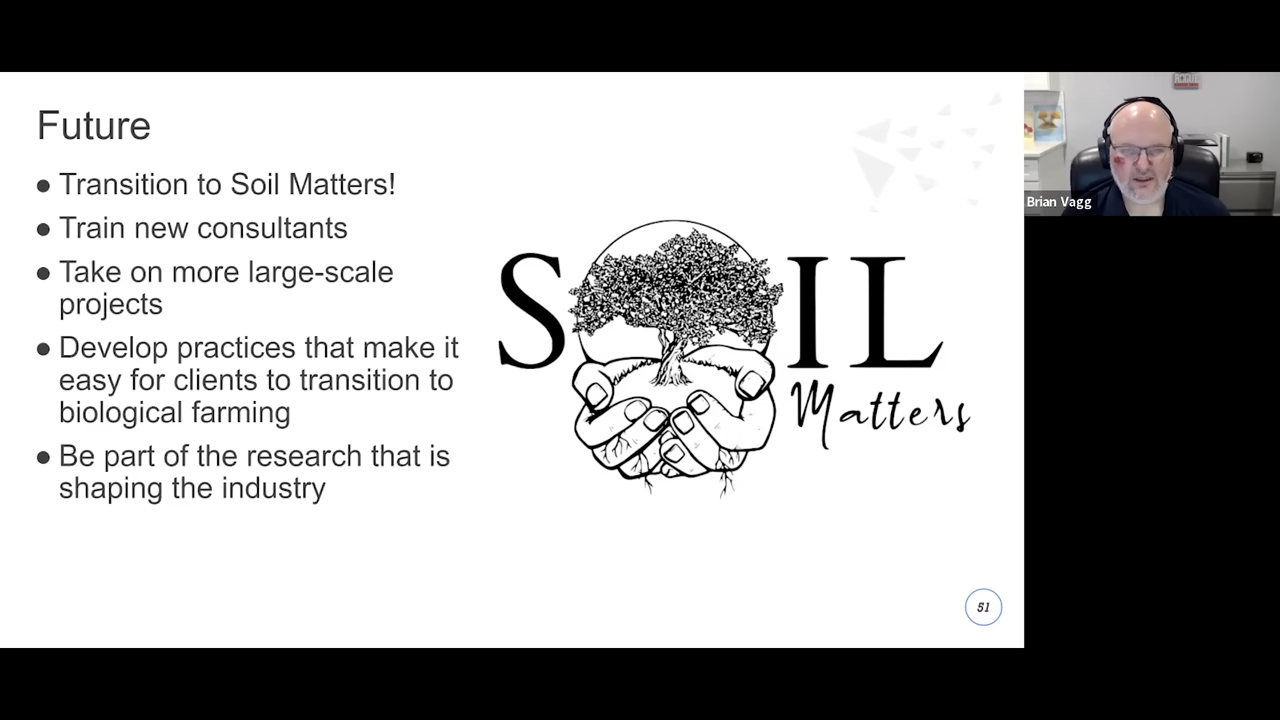 Future
● Transition to Soil Matters!
● Train new consultants
● Take on more large-scale
projects
● Develop practices that make it
easy for clients to transition to
biological farming
● Be part of the research that is
shaping the industry
SOIL
Matters
51
Brian Vagg